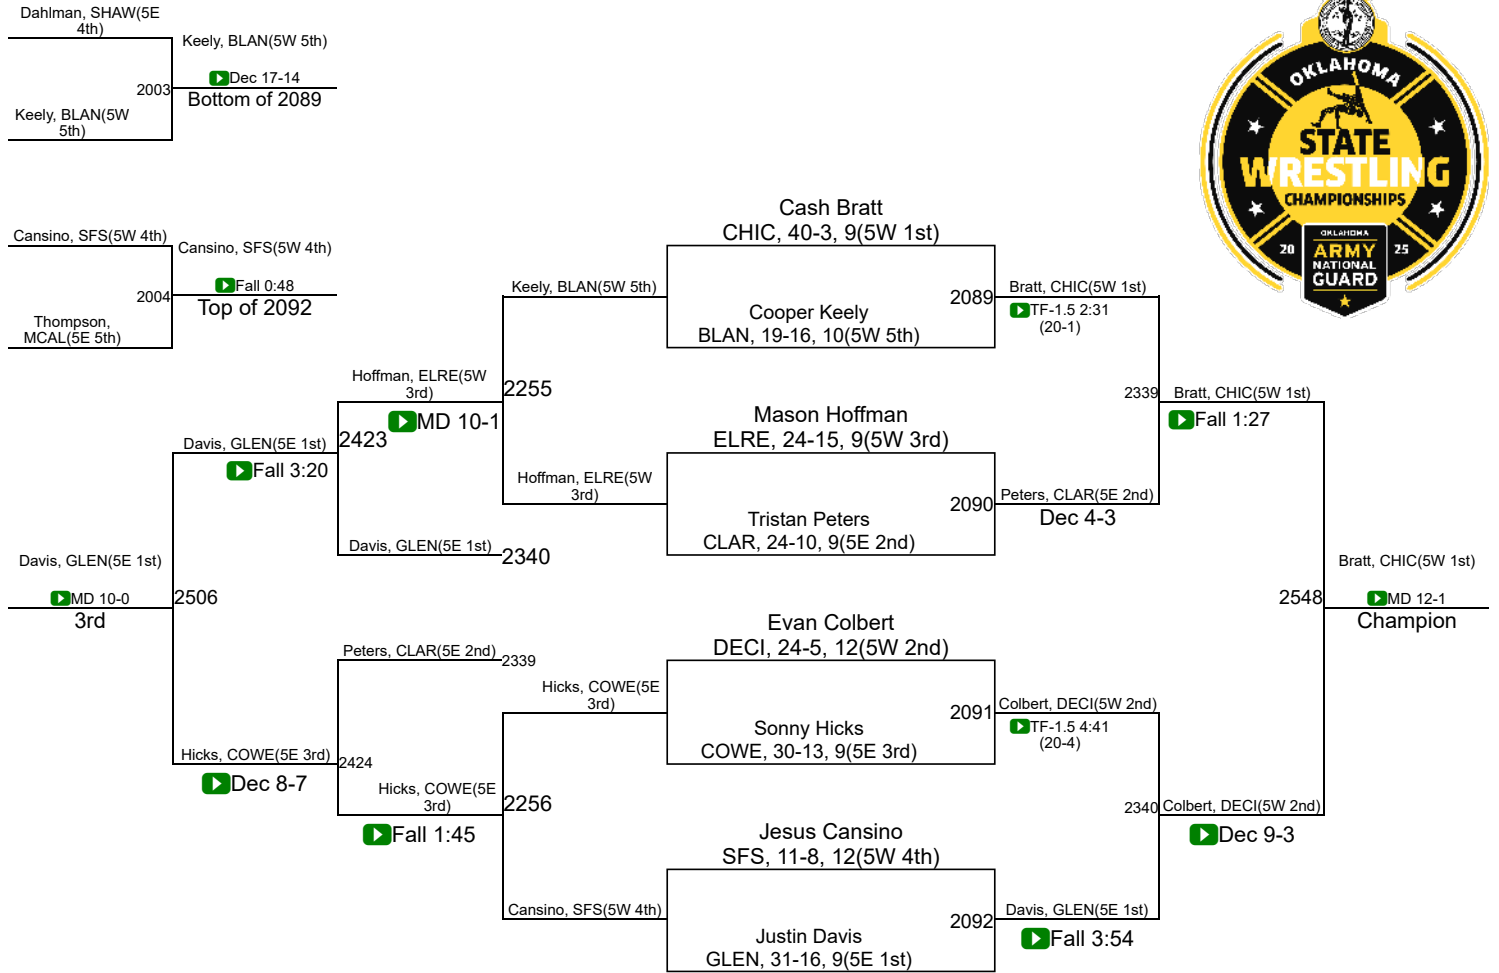 Dahlman, SHAW(5E
4th)
Keely, BLAN(5W 5th)
Dec 17-14
2003
Bottom of 2089
Keely, BLAN(5W
5th)
Cansino, SFS(5W 4th)
Cansino, SFS(5W 4th)
Fall 0:48
2004
Top of 2092
Thompson,
MCAL(5E 5th)
OKLAHOMA
STATE
WRESTLING
CHAMPIONSHIPS
OKLAHOMA
20 ARMY 25
NATIONAL
GUARD
Cash Bratt
CHIC, 40-3, 9(5W 1st)
Keely, BLAN(5W 5th)
2089
Bratt, CHIC(5W 1st)
Cooper Keely
BLAN, 19-16, 10(5W 5th)
TF-1.5 2:31
(20-1)
Hoffman, ELRE(5W
3rd)
2255
MD 10-1
2339
Bratt, CHIC(5W 1st)
Fall 1:27
Mason Hoffman
ELRE, 24-15, 9(5W 3rd)
Davis, GLEN(5E 1st)
2423
Fall 3:20
Hoffman, ELRE(5W
3rd)
2090
Peters, CLAR(5E 2nd)
Dec 4-3
Tristan Peters
CLAR, 24-10, 9(5E 2nd)
Davis, GLEN(5E 1st)
2340
Davis, GLEN(5E 1st)
MD 10-0
2506
3rd
Bratt, CHIC(5W 1st)
2548
MD 12-1
Champion
Evan Colbert
DECI, 24-5, 12(5W 2nd)
Peters, CLAR(5E 2nd)
2339
Hicks, COWE(5E
3rd)
2091
Colbert, DECI(5W 2nd)
Sonny Hicks
COWE, 30-13, 9(5E 3rd)
TF-1.5 4:41
(20-4)
Hicks, COWE(5E 3rd)
2424
Dec 8-7
Hicks, COWE(5E
3rd)
2256
Fall 1:45
2340
Colbert, DECI(5W 2nd)
Dec 9-3
Jesus Cansino
SFS, 11-8, 12(5W 4th)
Cansino, SFS(5W 4th)
2092
Davis, GLEN(5E 1st)
Fall 3:54
Justin Davis
GLEN, 31-16, 9(5E 1st)